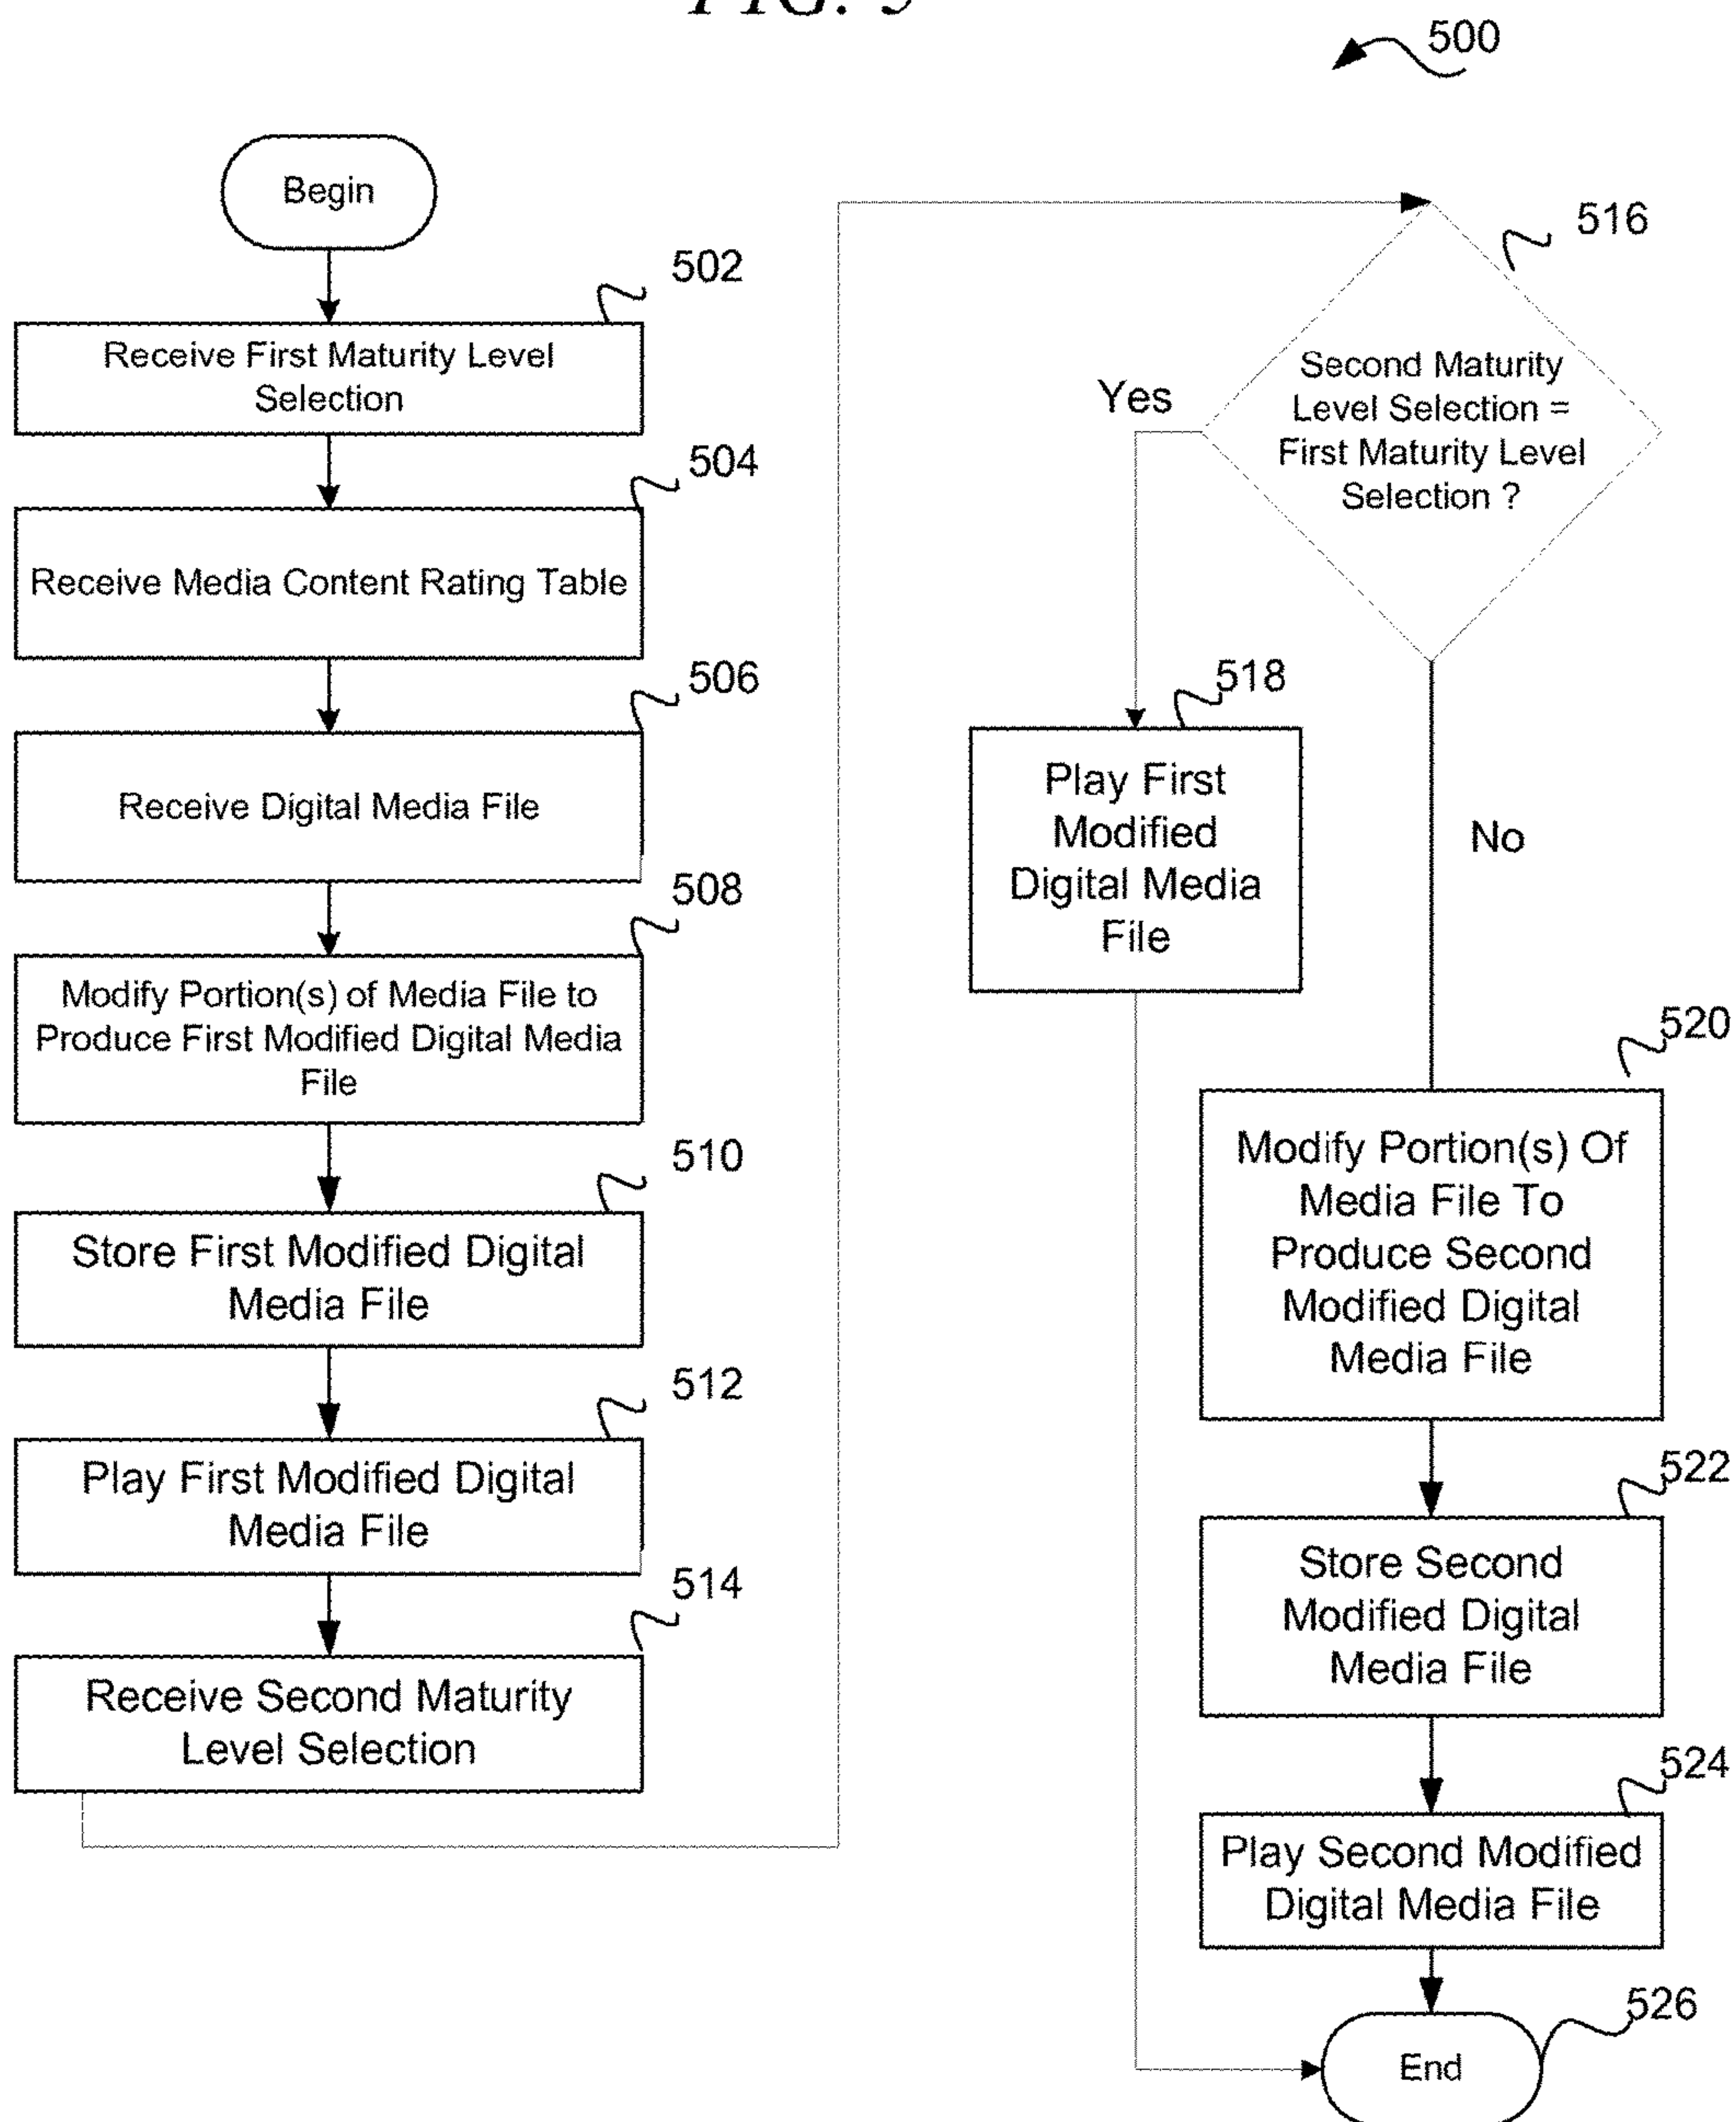 FIG. 5
500
Begin
502
Receive First Maturity Level
Selection
504
Receive Media Content Rating Table
506
Receive Digital Media File
508
Modify Portion(s) of Media File to
Produce First Modified Digital Media
File
510
Store First Modified Digital
Media File
512
Play First Modified Digital
Media File
514
Receive Second Maturity
Level Selection
516
Second Maturity
Level Selection =
First Maturity Level
Selection ?
Yes
No
518
Play First
Modified
Digital Media
File
520
Modify Portion(s) Of
Media File To
Produce Second
Modified Digital
Media File
522
Store Second
Modified Digital
Media File
524
Play Second Modified
Digital Media File
526
End